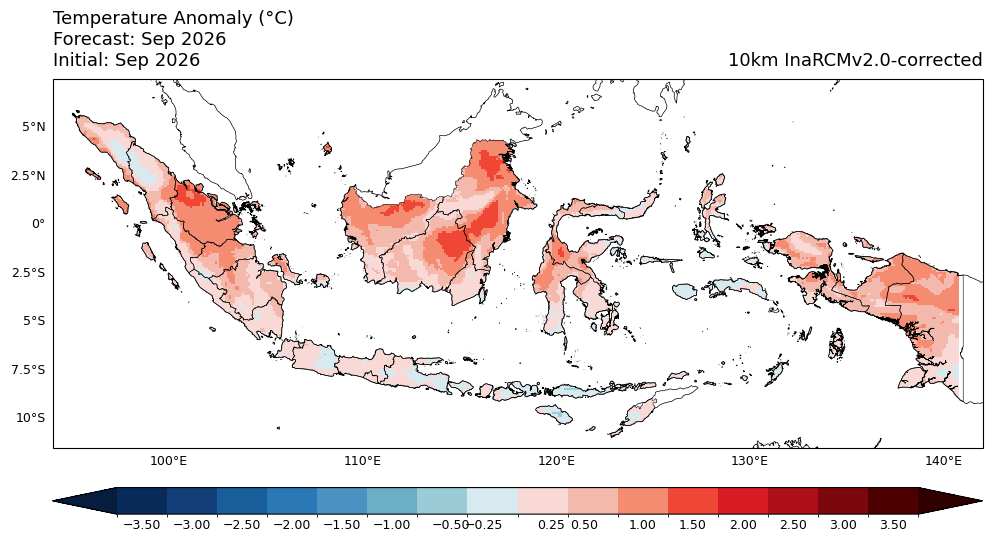 Temperature Anomaly (°C)
Forecast: Sep 2026
Initial: Sep 2026
10km InaRCMv2.0-corrected
5°N
2.5°N
0°
2.5°S
5°S
7.5°S
10°S
100°E 110°E 120°E 130°E 140°E
−3.50 −3.00 −2.50 −2.00 −1.50 −1.00 −0.50 −0.25 0.25 0.50 1.00 1.50 2.00 2.50 3.00 3.50